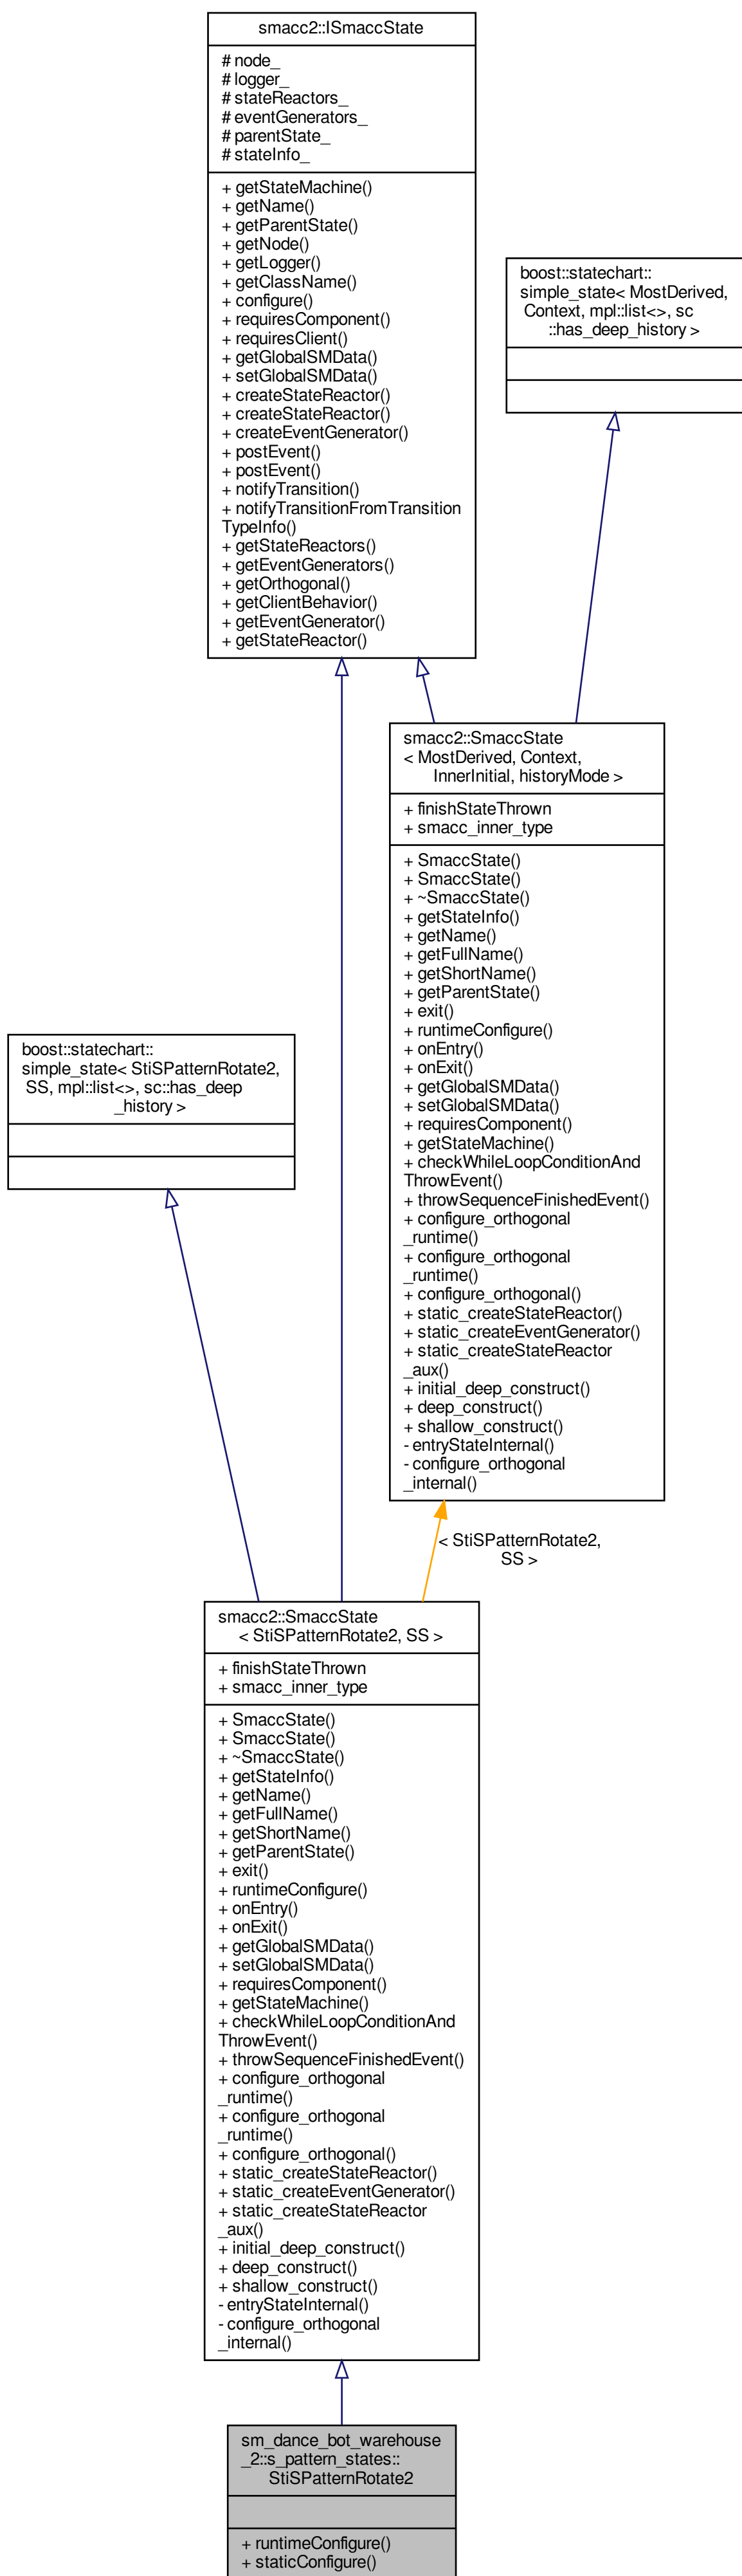 smacc2::ISmaccState
# node_
# logger_
# stateReactors_
# eventGenerators_
# parentState_
# stateInfo_
+ getStateMachine()
+ getName()
+ getParentState()
+ getNode()
+ getLogger()
+ getClassName()
+ configure()
+ requiresComponent()
+ requiresClient()
+ getGlobalSMData()
+ setGlobalSMData()
+ createStateReactor()
+ createStateReactor()
+ createEventGenerator()
+ postEvent()
+ postEvent()
+ notifyTransition()
+ notifyTransitionFromTransition
TypeInfo()
+ getStateReactors()
+ getEventGenerators()
+ getOrthogonal()
+ getClientBehavior()
+ getEventGenerator()
+ getStateReactor()
boost::statechart::
simple_state< MostDerived,
Context, mpl::list<>, sc
::has_deep_history >
smacc2::SmaccState
< MostDerived, Context,
InnerInitial, historyMode >
+ finishStateThrown
+ smacc_inner_type
+ SmaccState()
+ SmaccState()
+ ~SmaccState()
+ getStateInfo()
+ getName()
+ getFullName()
+ getShortName()
+ getParentState()
+ exit()
+ runtimeConfigure()
+ onEntry()
+ onExit()
+ getGlobalSMData()
+ setGlobalSMData()
+ requiresComponent()
+ getStateMachine()
+ checkWhileLoopConditionAnd
ThrowEvent()
+ throwSequenceFinishedEvent()
+ configure_orthogonal
_runtime()
+ configure_orthogonal
_runtime()
+ configure_orthogonal()
+ static_createStateReactor()
+ static_createEventGenerator()
+ static_createStateReactor
_aux()
+ initial_deep_construct()
+ deep_construct()
+ shallow_construct()
- entryStateInternal()
- configure_orthogonal
_internal()
boost::statechart::
simple_state< StiSPatternRotate2,
SS, mpl::list<>, sc::has_deep
_history >
< StiSPatternRotate2,
SS >
smacc2::SmaccState
< StiSPatternRotate2, SS >
+ finishStateThrown
+ smacc_inner_type
+ SmaccState()
+ SmaccState()
+ ~SmaccState()
+ getStateInfo()
+ getName()
+ getFullName()
+ getShortName()
+ getParentState()
+ exit()
+ runtimeConfigure()
+ onEntry()
+ onExit()
+ getGlobalSMData()
+ setGlobalSMData()
+ requiresComponent()
+ getStateMachine()
+ checkWhileLoopConditionAnd
ThrowEvent()
+ throwSequenceFinishedEvent()
+ configure_orthogonal
_runtime()
+ configure_orthogonal
_runtime()
+ configure_orthogonal()
+ static_createStateReactor()
+ static_createEventGenerator()
+ static_createStateReactor
_aux()
+ initial_deep_construct()
+ deep_construct()
+ shallow_construct()
- entryStateInternal()
- configure_orthogonal
_internal()
sm_dance_bot_warehouse
_2::s_pattern_states::
StiSPatternRotate2
+ runtimeConfigure()
+ staticConfigure()